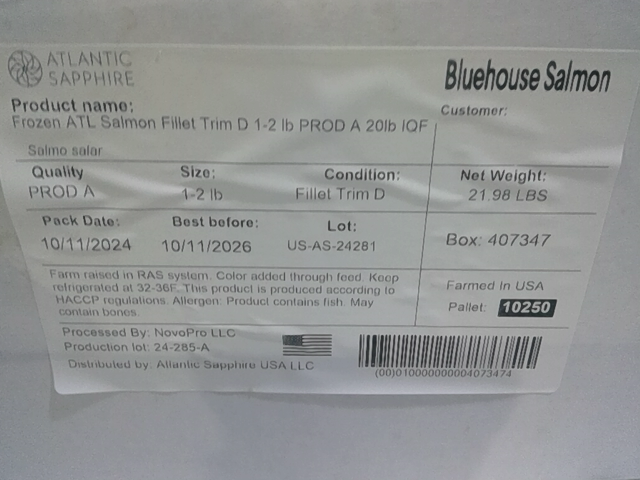 ATLANTIC
SAPPHIRE
Bluehouse Salmon
Product name:
Frozen ATL Salmon Fillet Trim D 1-2 lb PROD A 20lb IQF
Customer:
Salmo salar
Quality Size: Condition: Net Weight:
PROD A 1-2 lb Fillet Trim D 21.98 LBS
Pack Date: Best before: Lot:
10/11/2024 10/11/2026 US-AS-24281
Box: 407347
Farm raised in RAS system. Color added through feed. Keep
refrigerated at 32-36F. This product is produced according to
HACCP regulations. Allergen: Product contains fish. May
contain bones.
Farmed In USA
Pallet: 10250
Processed By: NovoPro LLC
Production lot: 24-285-A
Distributed by: Atlantic Sapphire USA LLC
(00)01000000004073474